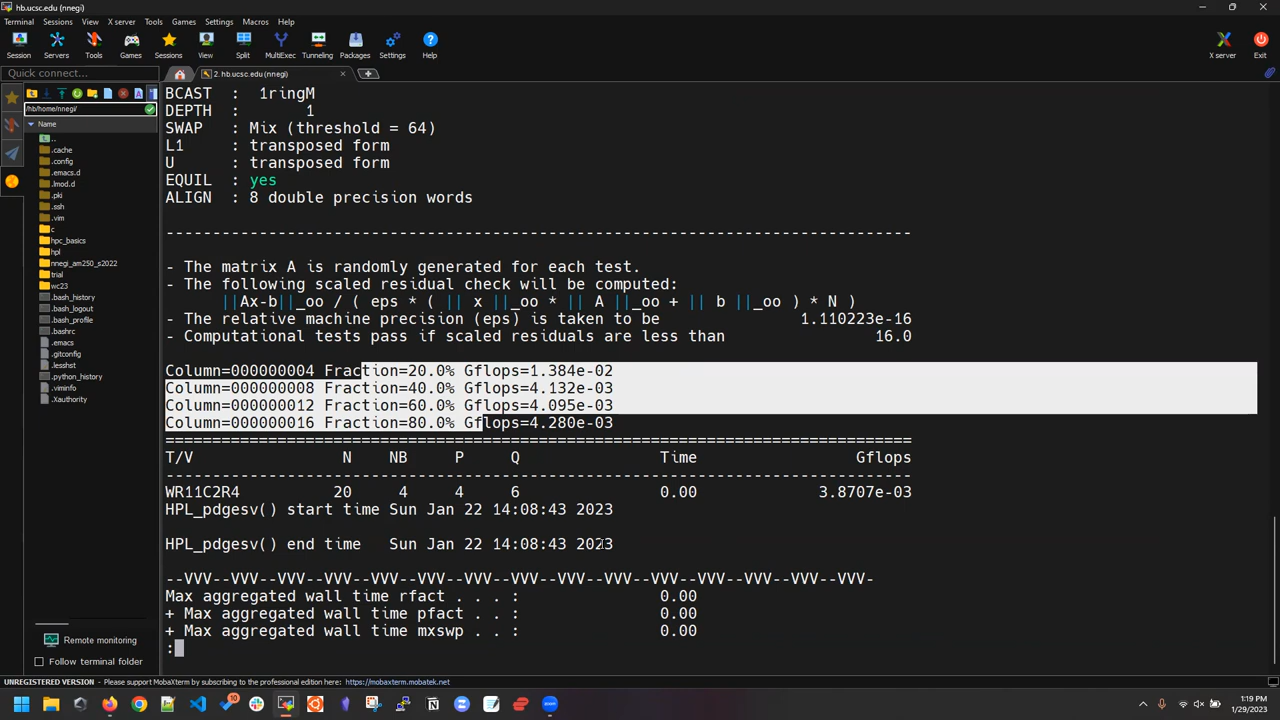 hb.ucsc.edu (nnegi)
Terminal Sessions View X server Tools Games Settings Macros Help
Session Servers Tools Games Sessions View Split MultiExec Tunneling Packages Settings Help X server Exit
Quick connect...
2. hb.ucsc.edu (nnegi)
/hb/home/nnegi/
Name
..
.cache
.config
.emacs.d
.lmod.d
.pki
.ssh
.vim
c
hpc_basics
hpl
nnegi_am250_s2022
trial
wc23
.bash_history
.bash_logout
.bash_profile
.bashrc
.emacs
.gitconfig
.lesshst
.python_history
.viminfo
.Xauthority
Remote monitoring
Follow terminal folder
BCAST : 1ringM
DEPTH : 1
SWAP : Mix (threshold = 64)
L1 : transposed form
U : transposed form
EQUIL : yes
ALIGN : 8 double precision words
--------------------------------------------------------------------------------
- The matrix A is randomly generated for each test.
- The following scaled residual check will be computed:
||Ax-b||_oo / ( eps * ( || x ||_oo * || A ||_oo + || b ||_oo ) * N )
- The relative machine precision (eps) is taken to be 1.110223e-16
- Computational tests pass if scaled residuals are less than 16.0
Column=000000004 Fraction=20.0% Gflops=1.384e-02
Column=000000008 Fraction=40.0% Gflops=4.132e-03
Column=000000012 Fraction=60.0% Gflops=4.095e-03
Column=000000016 Fraction=80.0% Gflops=4.280e-03
================================================================================
T/V N NB P Q Time Gflops
--------------------------------------------------------------------------------
WR11C2R4 20 4 4 6 0.00 3.8707e-03
HPL_pdgesv() start time Sun Jan 22 14:08:43 2023
HPL_pdgesv() end time Sun Jan 22 14:08:43 2023
--VVV--VVV--VVV--VVV--VVV--VVV--VVV--VVV--VVV--VVV--VVV--VVV--VVV--VVV--VVV-
Max aggregated wall time rfact . . . : 0.00
+ Max aggregated wall time pfact . . : 0.00
+ Max aggregated wall time mxswp . . : 0.00
:
UNREGISTERED VERSION - Please support MobaXterm by subscribing to the professional edition here: https://mobaxterm.mobatek.net
10
zoom
1:19 PM
1/29/2023